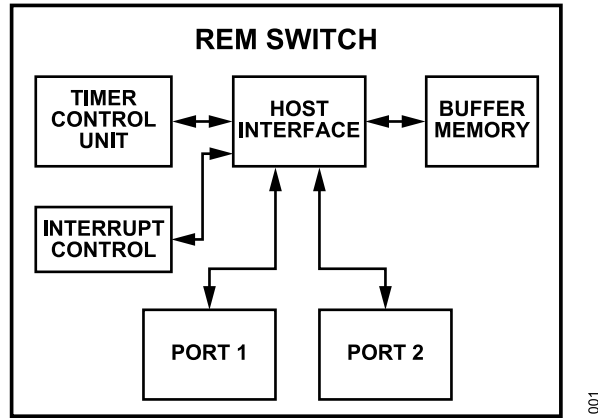 REM SWITCH
TIMER
CONTROL
UNIT
HOST
INTERFACE
BUFFER
MEMORY
INTERRUPT
CONTROL
PORT 1
PORT 2
001